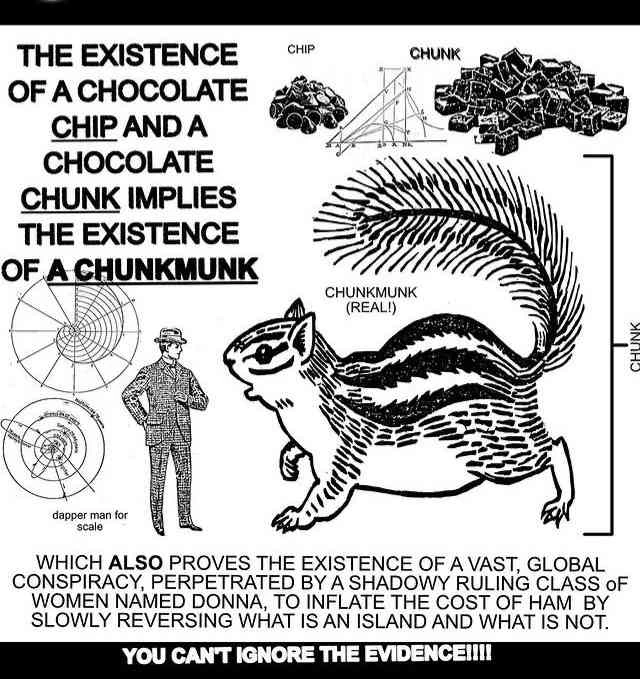 THE EXISTENCE
OF A CHOCOLATE
CHIP AND A
CHOCOLATE
CHUNK IMPLIES
THE EXISTENCE
OF A CHUNKMUNK
CHIP
CHUNK
CHUNKMUNK
(REAL!)
CHUNK
dapper man for
scale
WHICH ALSO PROVES THE EXISTENCE OF A VAST, GLOBAL
CONSPIRACY, PERPETRATED BY A SHADOWY RULING CLASS oF
WOMEN NAMED DONNA, TO INFLATE THE COST OF HAM BY
SLOWLY REVERSING WHAT IS AN ISLAND AND WHAT IS NOT.
YOU CAN'T IGNORE THE EVIDENCE!!!!